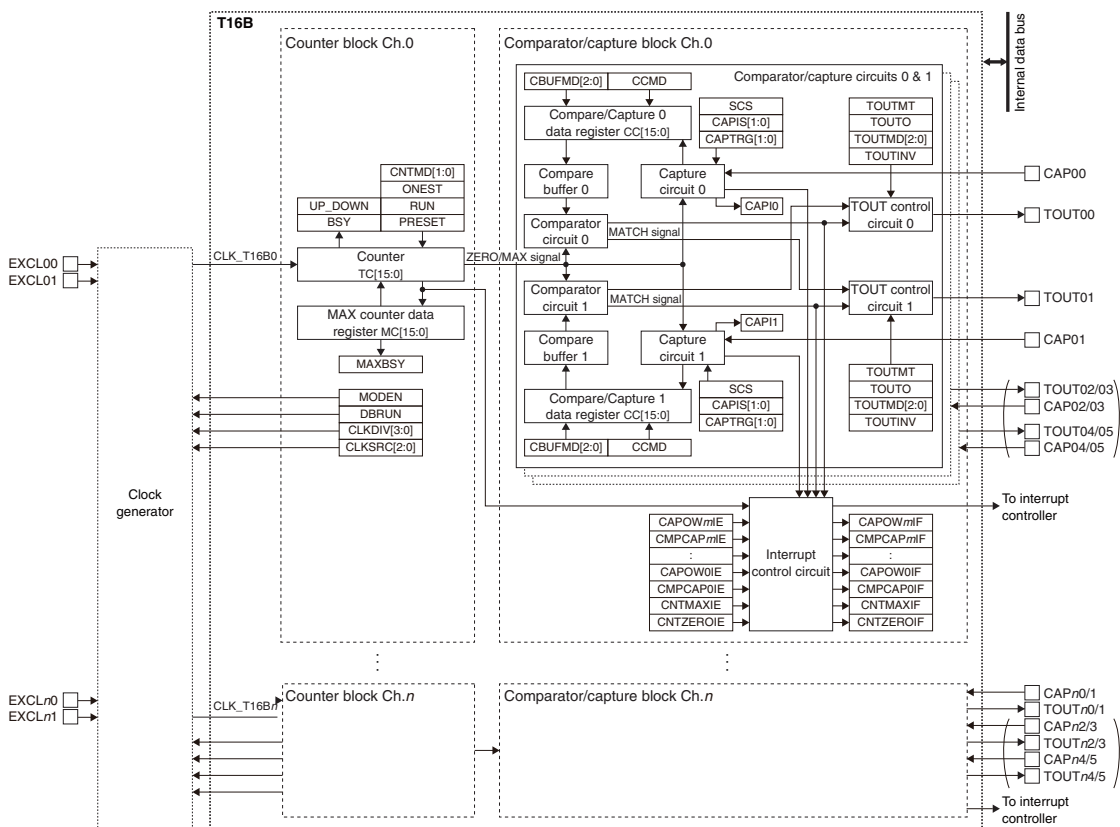 T16B
Counter block Ch.0
Comparator/capture block Ch.0
Internal data bus
Comparator/capture circuits 0 & 1
CBUFMD[2:0]
CCMD
Compare/Capture 0
data register CC[15:0]
SCS
CAPIS[1:0]
CAPTRG[1:0]
TOUTMT
TOUTO
TOUTMD[2:0]
TOUTINV
CNTMD[1:0]
ONEST
RUN
PRESET
UP_DOWN
BSY
Compare
buffer 0
Capture
circuit 0
CAPI0
CAP00
Comparator
circuit 0
MATCH signal
TOUT control
circuit 0
TOUT00
EXCL00
EXCL01
CLK_T16B0
Counter
TC[15:0]
ZERO/MAX signal
Comparator
circuit 1
MATCH signal
TOUT control
circuit 1
TOUT01
MAX counter data
register MC[15:0]
MAXBSY
Compare
buffer 1
Capture
circuit 1
CAPI1
CAP01
MODEN
DBRUN
CLKDIV[3:0]
CLKSRC[2:0]
Compare/Capture 1
data register CC[15:0]
CBUFMD[2:0]
CCMD
SCS
CAPIS[1:0]
CAPTRG[1:0]
TOUTMT
TOUTO
TOUTMD[2:0]
TOUTINV
TOUT02/03
CAP02/03
TOUT04/05
CAP04/05
Clock
generator
To interrupt
controller
CAPOWmIE
CMPCAPmIE
:
CAPOW0IE
CMPCAP0IE
CNTMAXIE
CNTZEROIE
Interrupt
control circuit
CAPOWmIF
CMPCAPmIF
:
CAPOW0IF
CMPCAP0IF
CNTMAXIF
CNTZEROIF
⋮
⋮
EXCLn0
EXCLn1
CLK_T16Bn
Counter block Ch.n
Comparator/capture block Ch.n
CAPn0/1
TOUTn0/1
CAPn2/3
TOUTn2/3
CAPn4/5
TOUTn4/5
To interrupt
controller